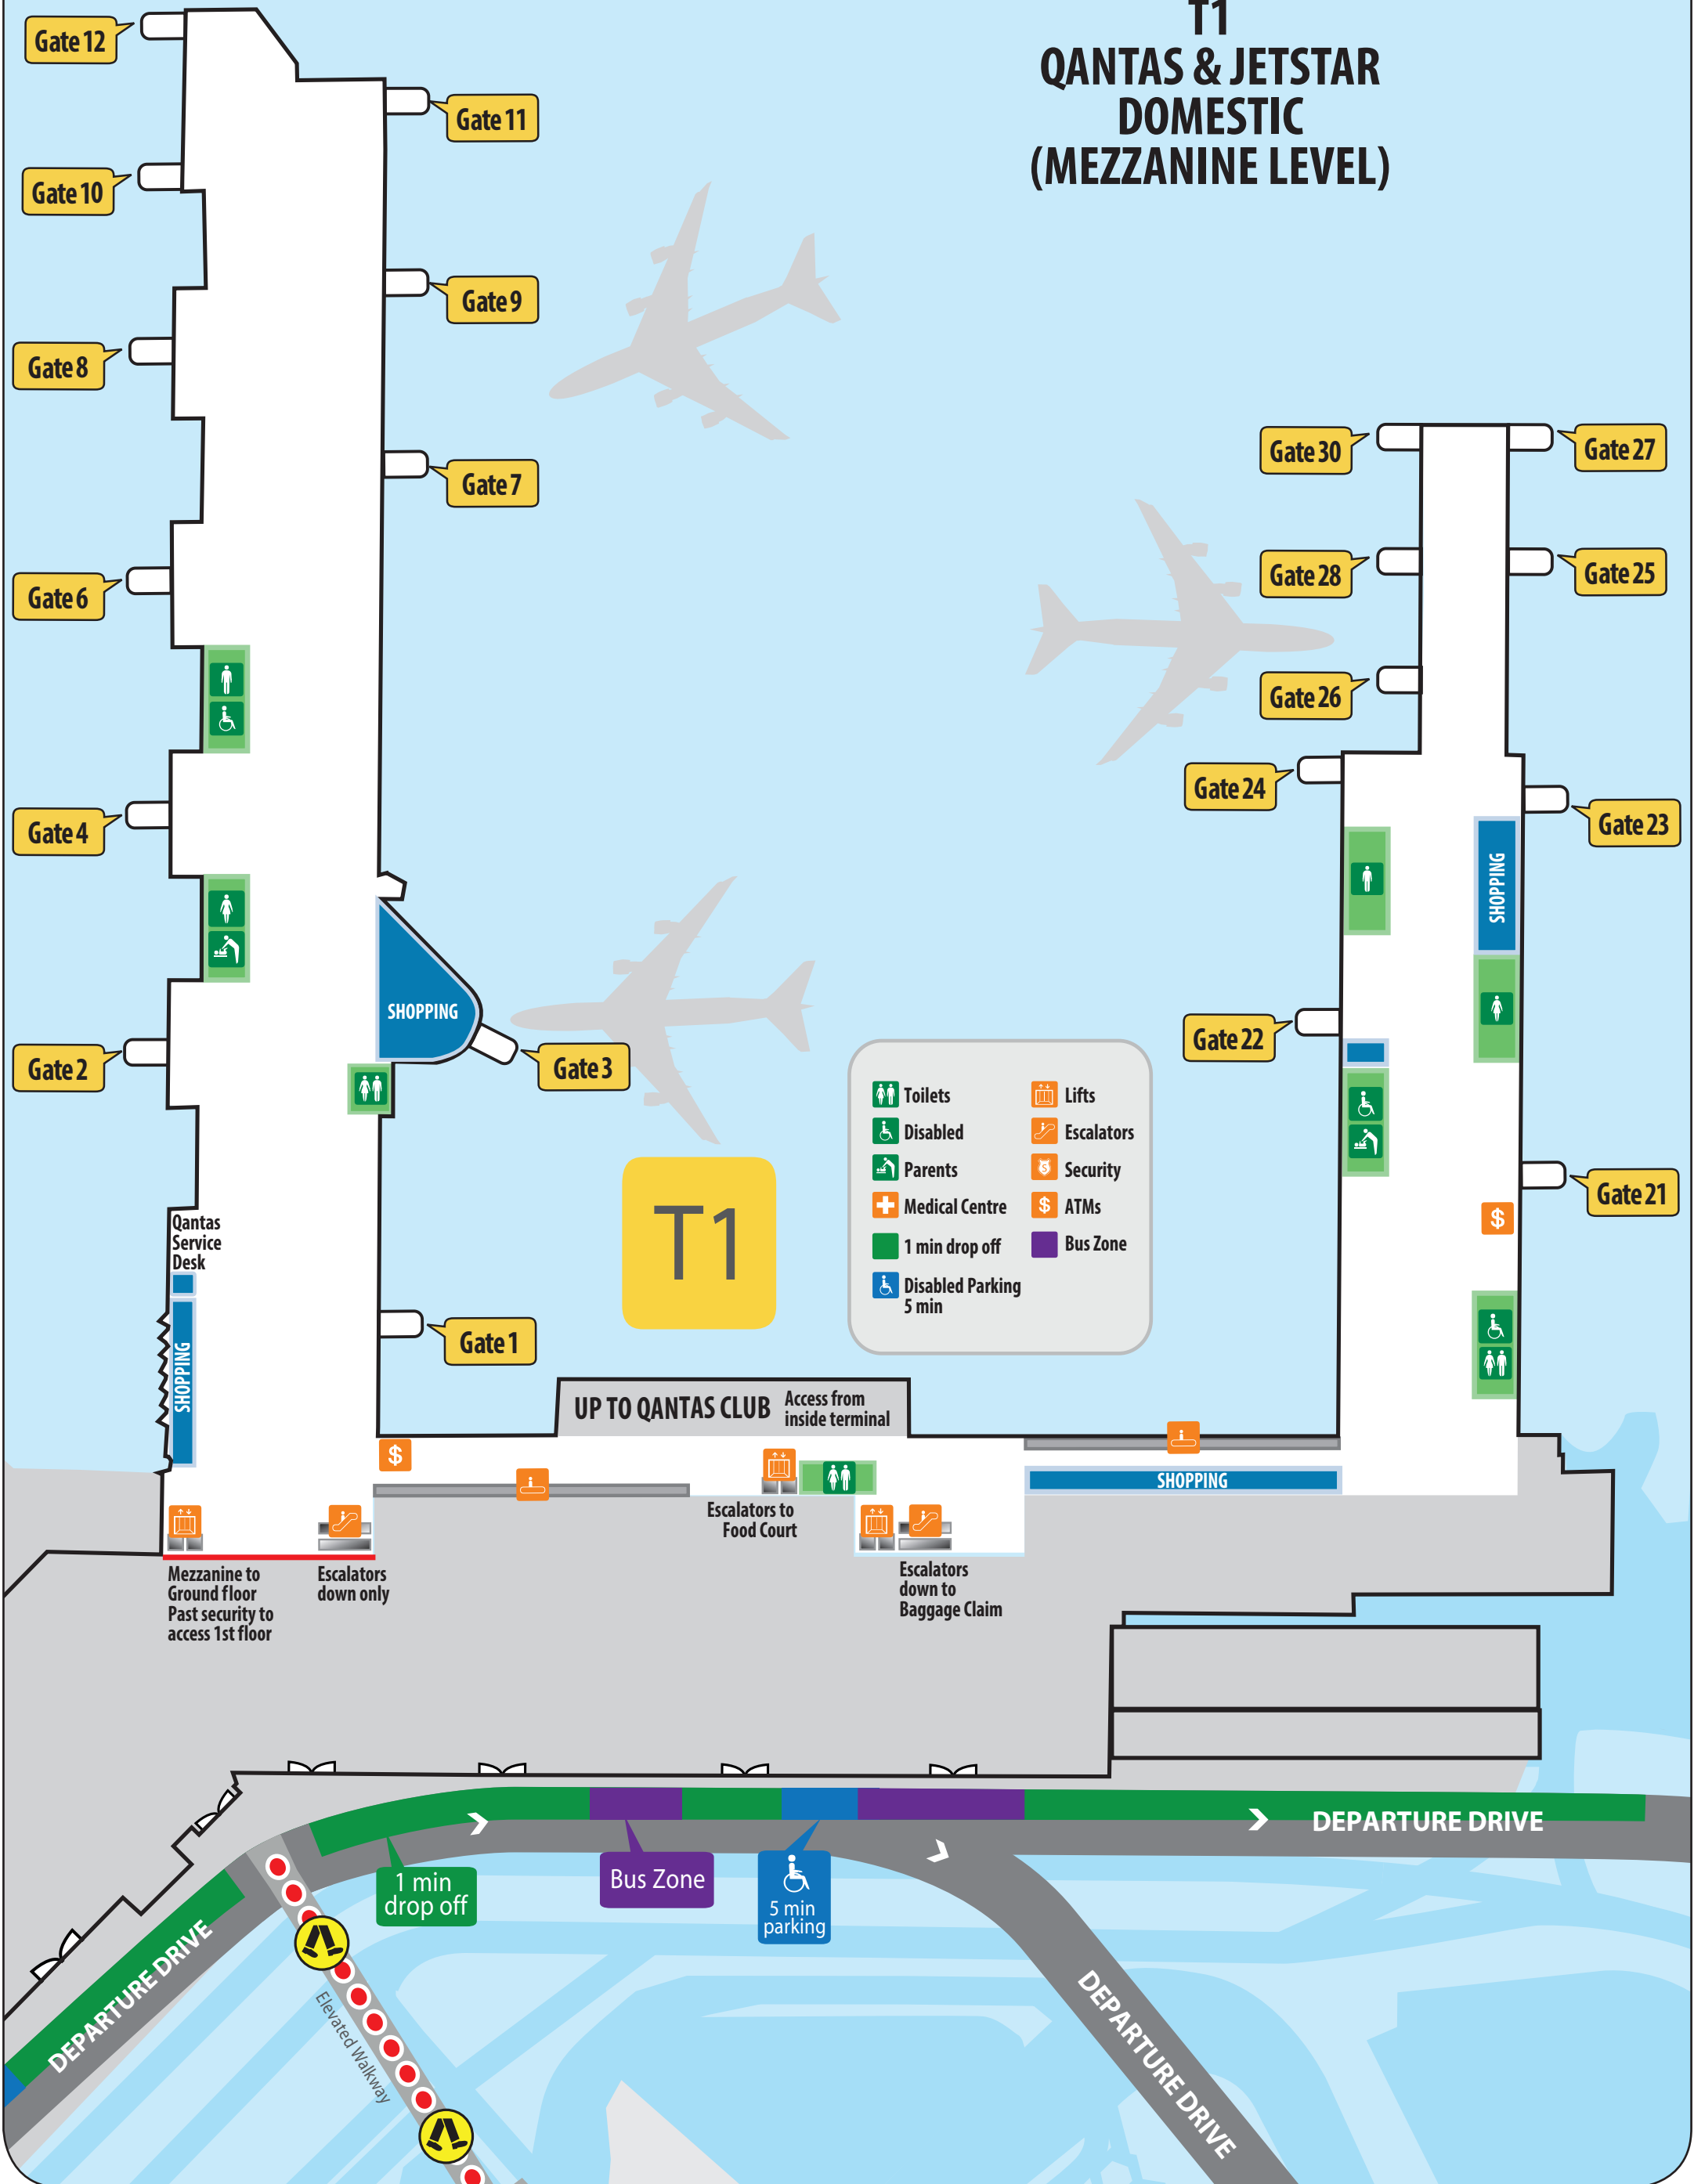 T1
QANTAS & JETSTAR
DOMESTIC
(MEZZANINE LEVEL)
Gate 12
Gate 11
Gate 10
Gate 9
Gate 8
Gate 7
Gate 6
Gate 4
Gate 2
Gate 3
Gate 1
Gate 30
Gate 27
Gate 28
Gate 25
Gate 26
Gate 24
Gate 23
Gate 22
Gate 21
SHOPPING
SHOPPING
Qantas
Service
Desk
SHOPPING
T1
Toilets
Disabled
Parents
Medical Centre
1 min drop off
Disabled Parking
5 min
Lifts
Escalators
Security
$ ATMs
Bus Zone
$
UP TO QANTAS CLUB
Access from
inside terminal
$
SHOPPING
Escalators to
Food Court
Mezzanine to
Ground floor
Past security to
access 1st floor
Escalators
down only
Escalators
down to
Baggage Claim
DEPARTURE DRIVE
1 min
drop off
Bus Zone
5 min
parking
DEPARTURE DRIVE
Elevated Walkway
DEPARTURE DRIVE